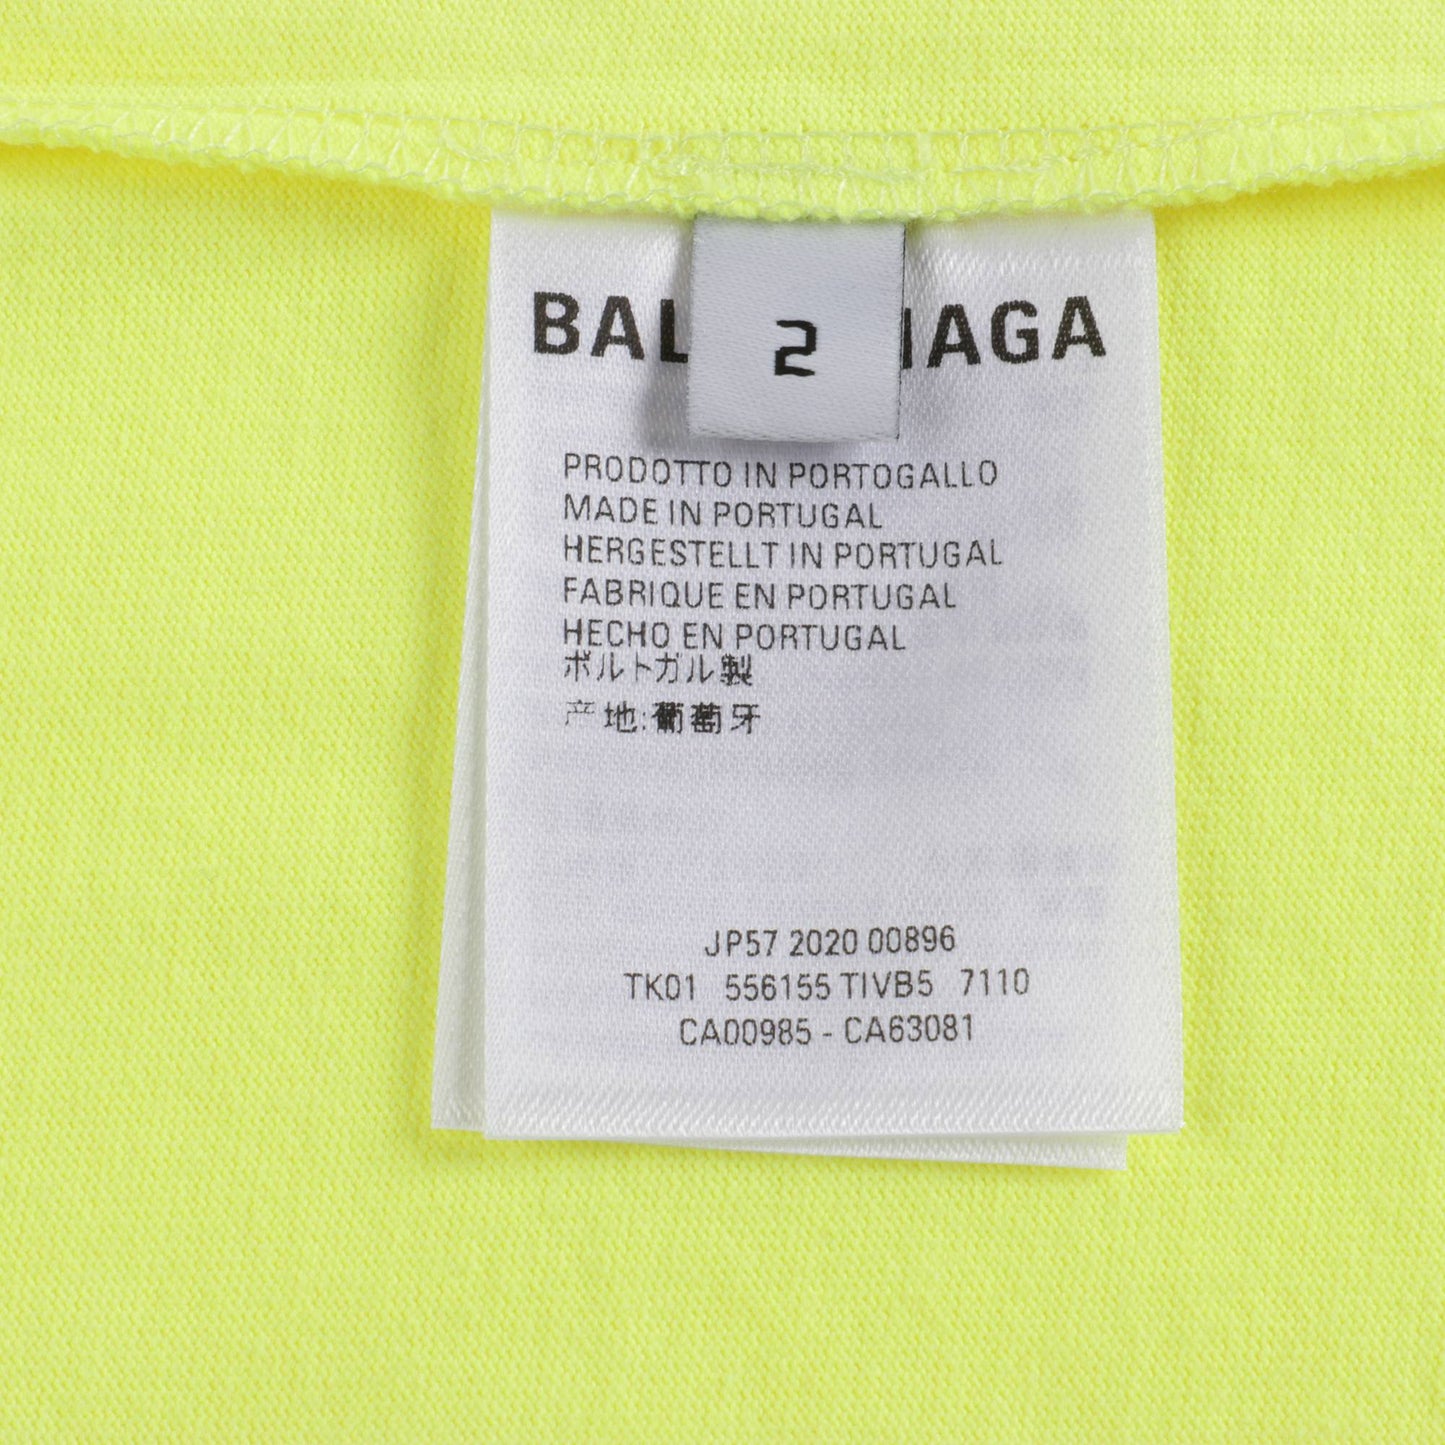 BAL
2
IAGA
PRODOTTO IN PORTOGALLO
MADE IN PORTUGAL
HERGESTELLT IN PORTUGAL
FABRIQUE EN PORTUGAL
HECHO EN PORTUGAL
ポルトガル製
产地:葡萄牙
JP57 2020 00896
TK01 556155 TIVB5 7110
CA00985 - CA63081